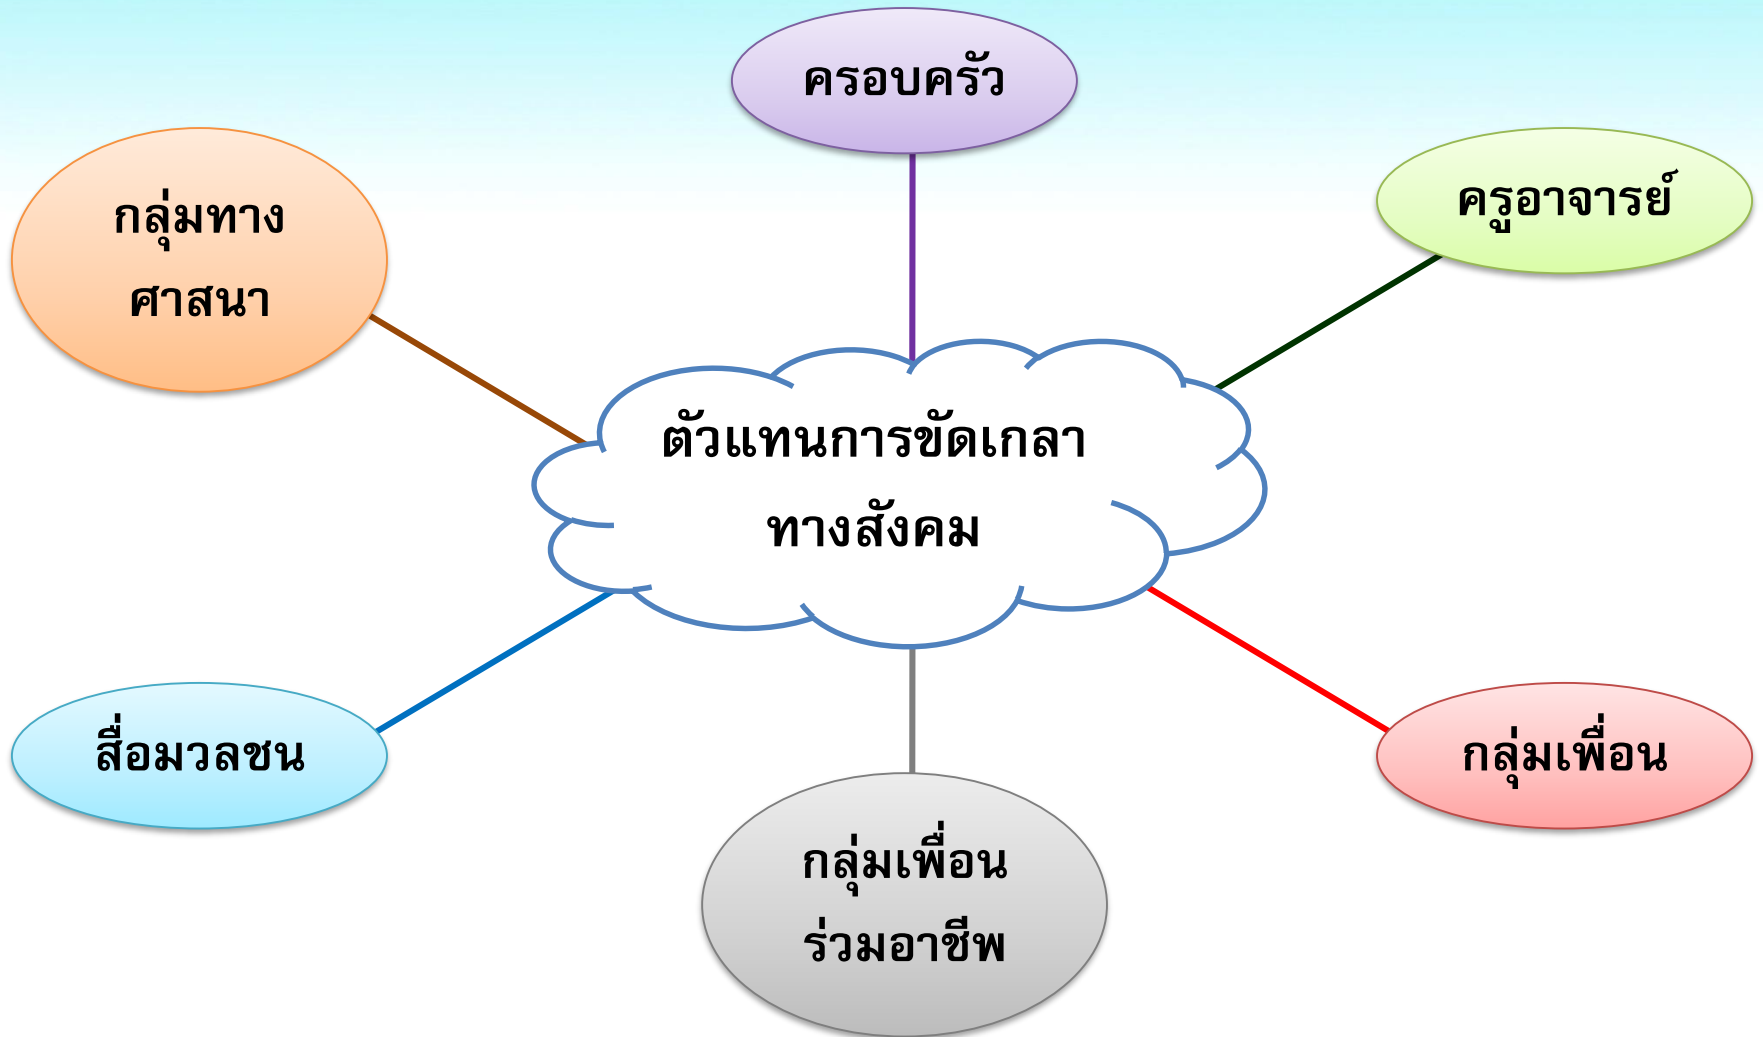 ครอบครัว
ครูอาจารย์
กลุ่มทาง
ศาสนา
ตัวแทนการขัดเกลา
ทางสังคม
สื่อมวลชน
กลุ่มเพื่อน
กลุ่มเพื่อน
ร่วมอาชีพ